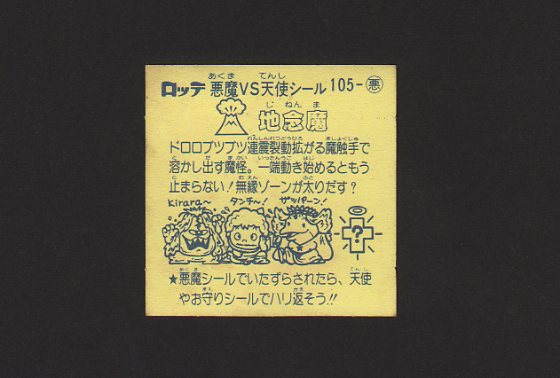 ロッテ 悪魔VS天使シール 105-悪
地念魔
ドロロブツブツ連震裂動拡がる魔触手で
溶かし出す魔怪。一端動き始めるともう
止まらない!無縁ゾーンが太りだす?
Kirara~ タンチ~! ザッパーン!
?
★悪魔シールでいたずらされたら、天使
やお守りシールでハリ返そう!!